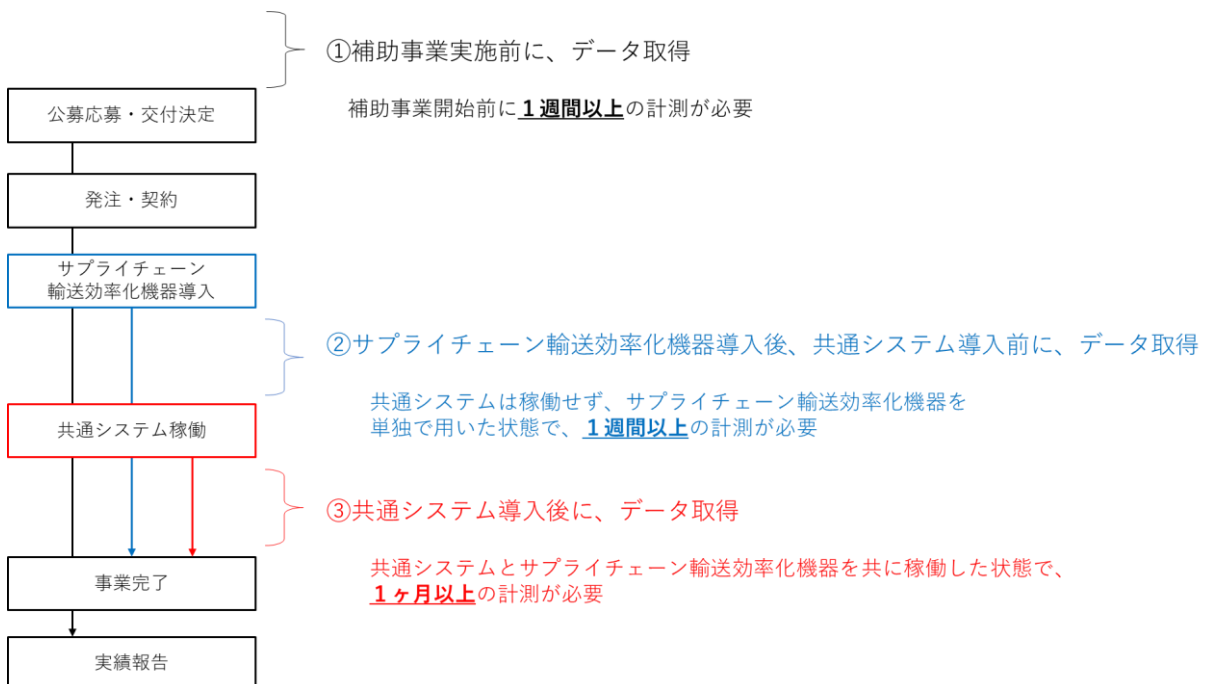 ①補助事業実施前に、データ取得
公募応募・交付決定
補助事業開始前に１週間以上の計測が必要
発注・契約
サプライチェーン
輸送効率化機器導入
②サプライチェーン輸送効率化機器導入後、共通システム導入前に、データ取得
共通システムは稼働せず、サプライチェーン輸送効率化機器を
単独で用いた状態で、１週間以上の計測が必要
共通システム稼働
③共通システム導入後に、データ取得
共通システムとサプライチェーン輸送効率化機器を共に稼働した状態で、
１ヶ月以上の計測が必要
事業完了
実績報告